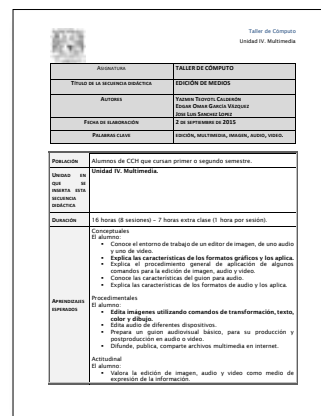 Taller de Cómputo
Unidad IV. Multimedia
ASIGNATURA
TALLER DE CÓMPUTO
TÍTULO DE LA SECUENCIA DIDÁCTICA
EDICIÓN DE MEDIOS
AUTORES
YAZMIN TEOYOTL CALDERÓN
EDGAR OMAR GARCÍA VÁZQUEZ
JOSE LUIS SANCHEZ LOPEZ
FECHA DE ELABORACIÓN
2 DE SEPTIEMBRE DE 2015
PALABRAS CLAVE
EDICIÓN, MULTIMEDIA, IMAGEN, AUDIO, VIDEO.
POBLACIÓN
Alumnos de CCH que cursan primero o segundo semestre.
UNIDAD EN
QUE SE
INSERTA ESTA
SECUENCIA
DIDÁCTICA
Unidad IV. Multimedia.
DURACIÓN
16 horas (8 sesiones) – 7 horas extra clase (1 hora por sesión).
APRENDIZAJES
ESPERADOS
Conceptuales
El alumno:
• Conoce el entorno de trabajo de un editor de imagen, de uno audio
y uno de video.
• Explica las características de los formatos gráficos y los aplica.
• Explica el procedimiento general de aplicación de algunos
comandos para la edición de imagen, audio y video.
• Conoce las características del guion para audio.
• Explica las características de los formatos de audio y los aplica.
Procedimentales
El alumno:
• Edita imágenes utilizando comandos de transformación, texto,
color y dibujo.
• Edita audio de diferentes dispositivos.
• Prepara un guion audiovisual básico, para su producción y
postproducción en audio o video.
• Difunde, publica, comparte archivos multimedia en internet.
Actitudinal
El alumno:
• Valora la edición de imagen, audio y video como medio de
expresión de la información.